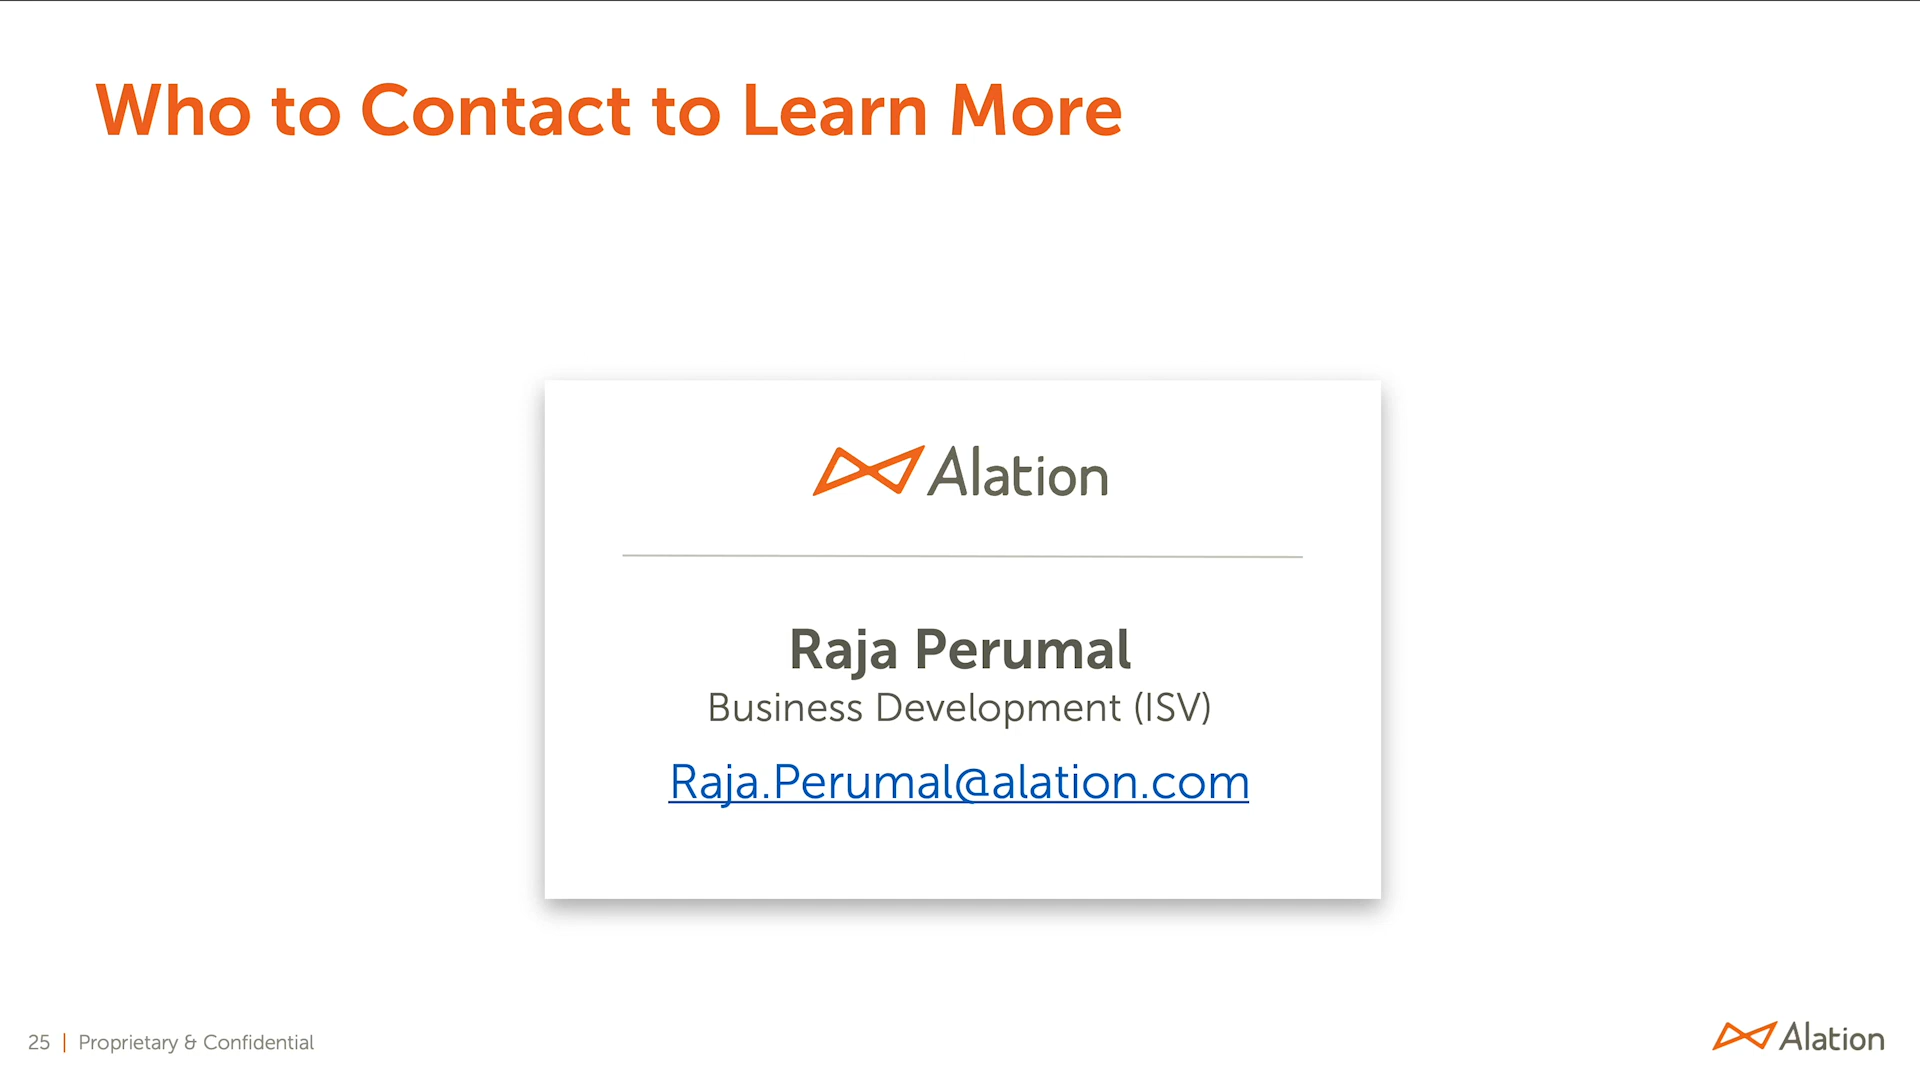 Who to Contact to Learn More
Alation
Raja Perumal
Business Development (ISV)
Raja.Perumal@alation.com
25 | Proprietary & Confidential
Alation